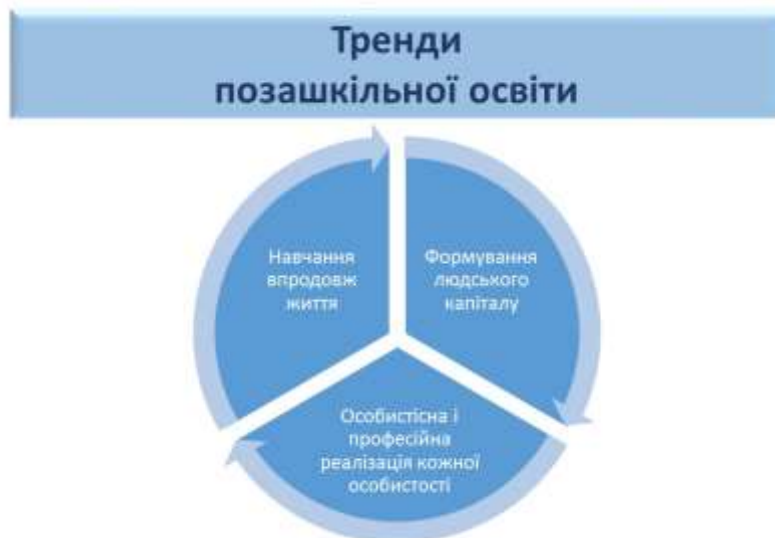 Тренди
позашкільної освіти
Навчання
впродовж
життя
Формування
людського
капіталу
Особистісна і
професійна
реалізація кожної
особистості